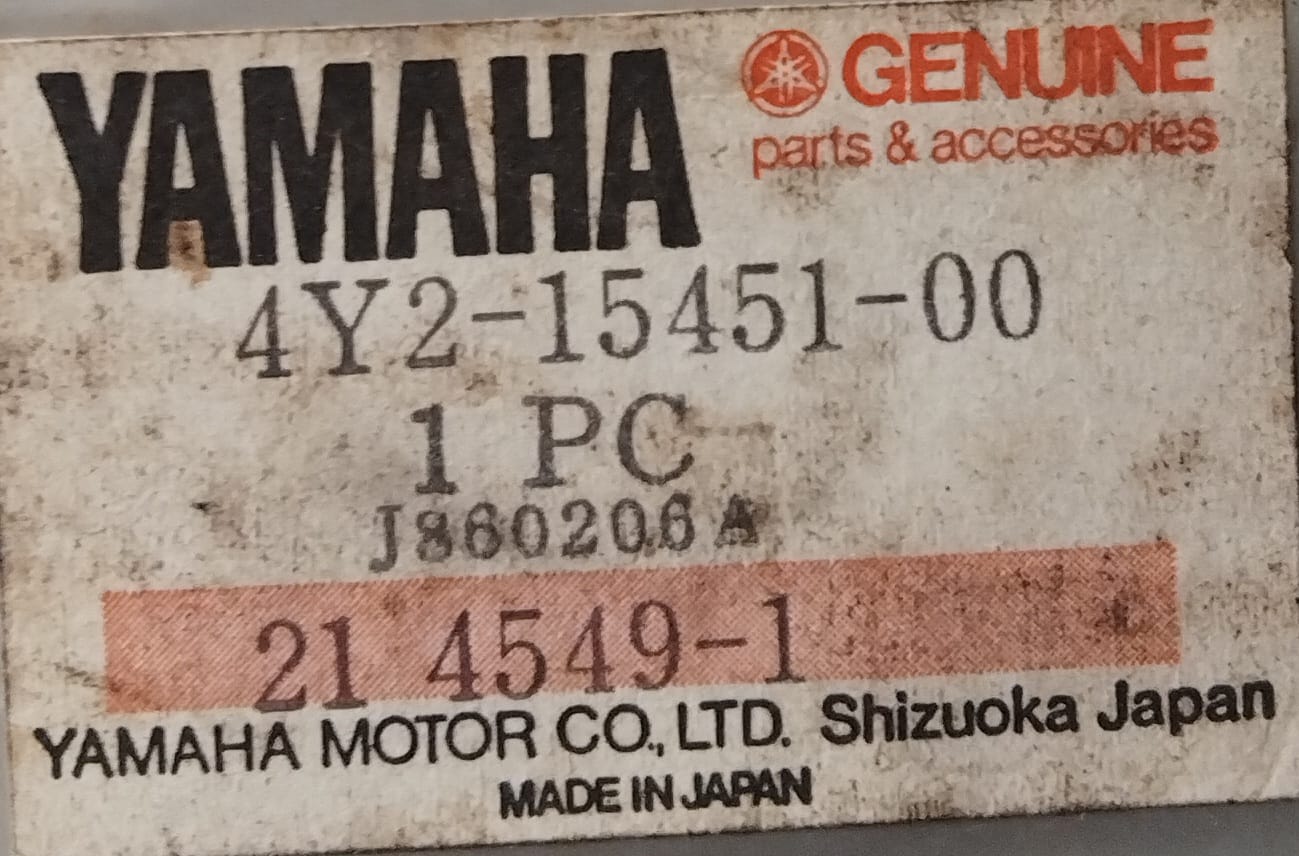 YAMAHA
GENUINE
parts & accessories
4Y2-15451-00
1 PC
J860206A
21 4549-1
YAMAHA MOTOR CO., LTD. Shizuoka Japan
MADE IN JAPAN